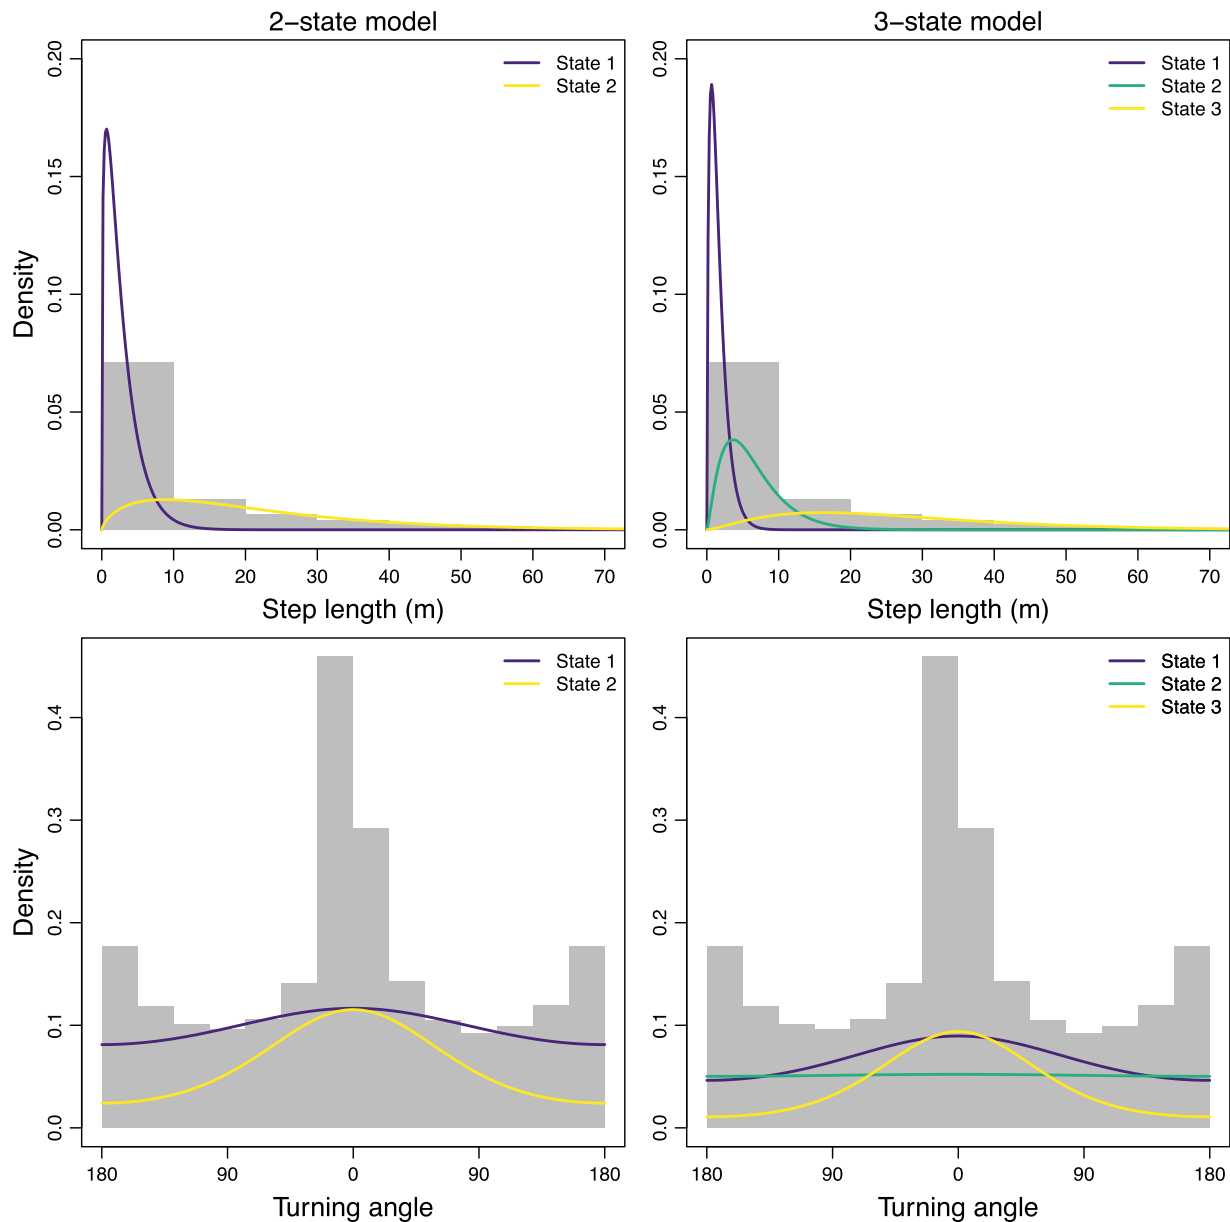 2−state model
0.20
0.15
0.10
0.05
0.00
Density
State 1
State 2
0 10 20 30 40 50 60 70
Step length (m)
3−state model
0.20
0.15
0.10
0.05
0.00
State 1
State 2
State 3
0 10 20 30 40 50 60 70
Step length (m)
0.4
0.3
0.2
0.1
0.0
Density
State 1
State 2
180 90 0 90 180
Turning angle
0.4
0.3
0.2
0.1
0.0
State 1
State 2
State 3
180 90 0 90 180
Turning angle